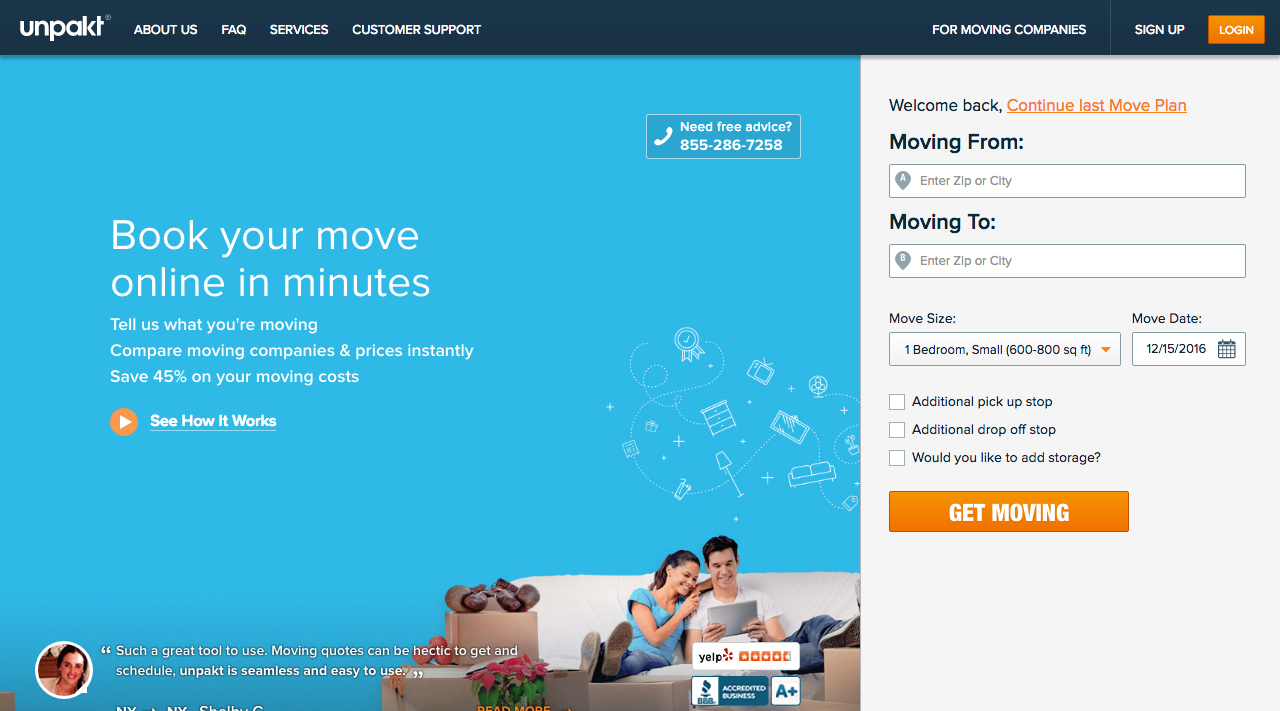 unpakt®
ABOUT US
FAQ
SERVICES
CUSTOMER SUPPORT
FOR MOVING COMPANIES
SIGN UP
LOGIN
Need free advice?
855-286-7258
Book your move
online in minutes
Tell us what you're moving
Compare moving companies & prices instantly
Save 45% on your moving costs
See How It Works
“ Such a great tool to use. Moving quotes can be hectic to get and
schedule, unpakt is seamless and easy to use. ”
NY → NY, Shelby C.
READ MORE →
yelp
BBB
ACCREDITED
BUSINESS
A+
Welcome back, Continue last Move Plan
Moving From:
A
Enter Zip or City
Moving To:
B
Enter Zip or City
Move Size:
1 Bedroom, Small (600-800 sq ft)
Move Date:
12/15/2016
Additional pick up stop
Additional drop off stop
Would you like to add storage?
GET MOVING